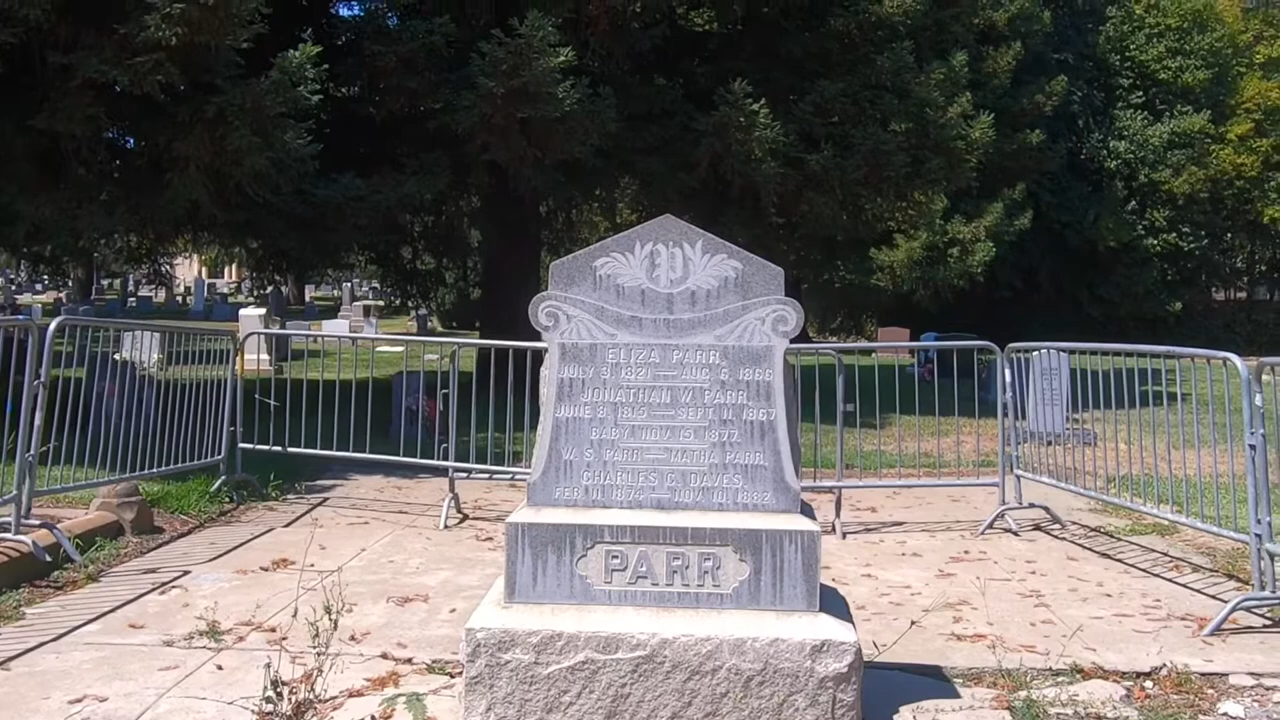 P
ELIZA PARR.
JULY 3, 1821 — AUG. 6, 1866
JONATHAN W. PARR,
JUNE 8, 1815 — SEPT. 11, 1867
BABY, NOV. 15, 1877.
W. S. PARR — MATHA PARR,
CHARLES C. DAVES.
FEB. 11, 1874 — NOV. 10, 1882.
PARR